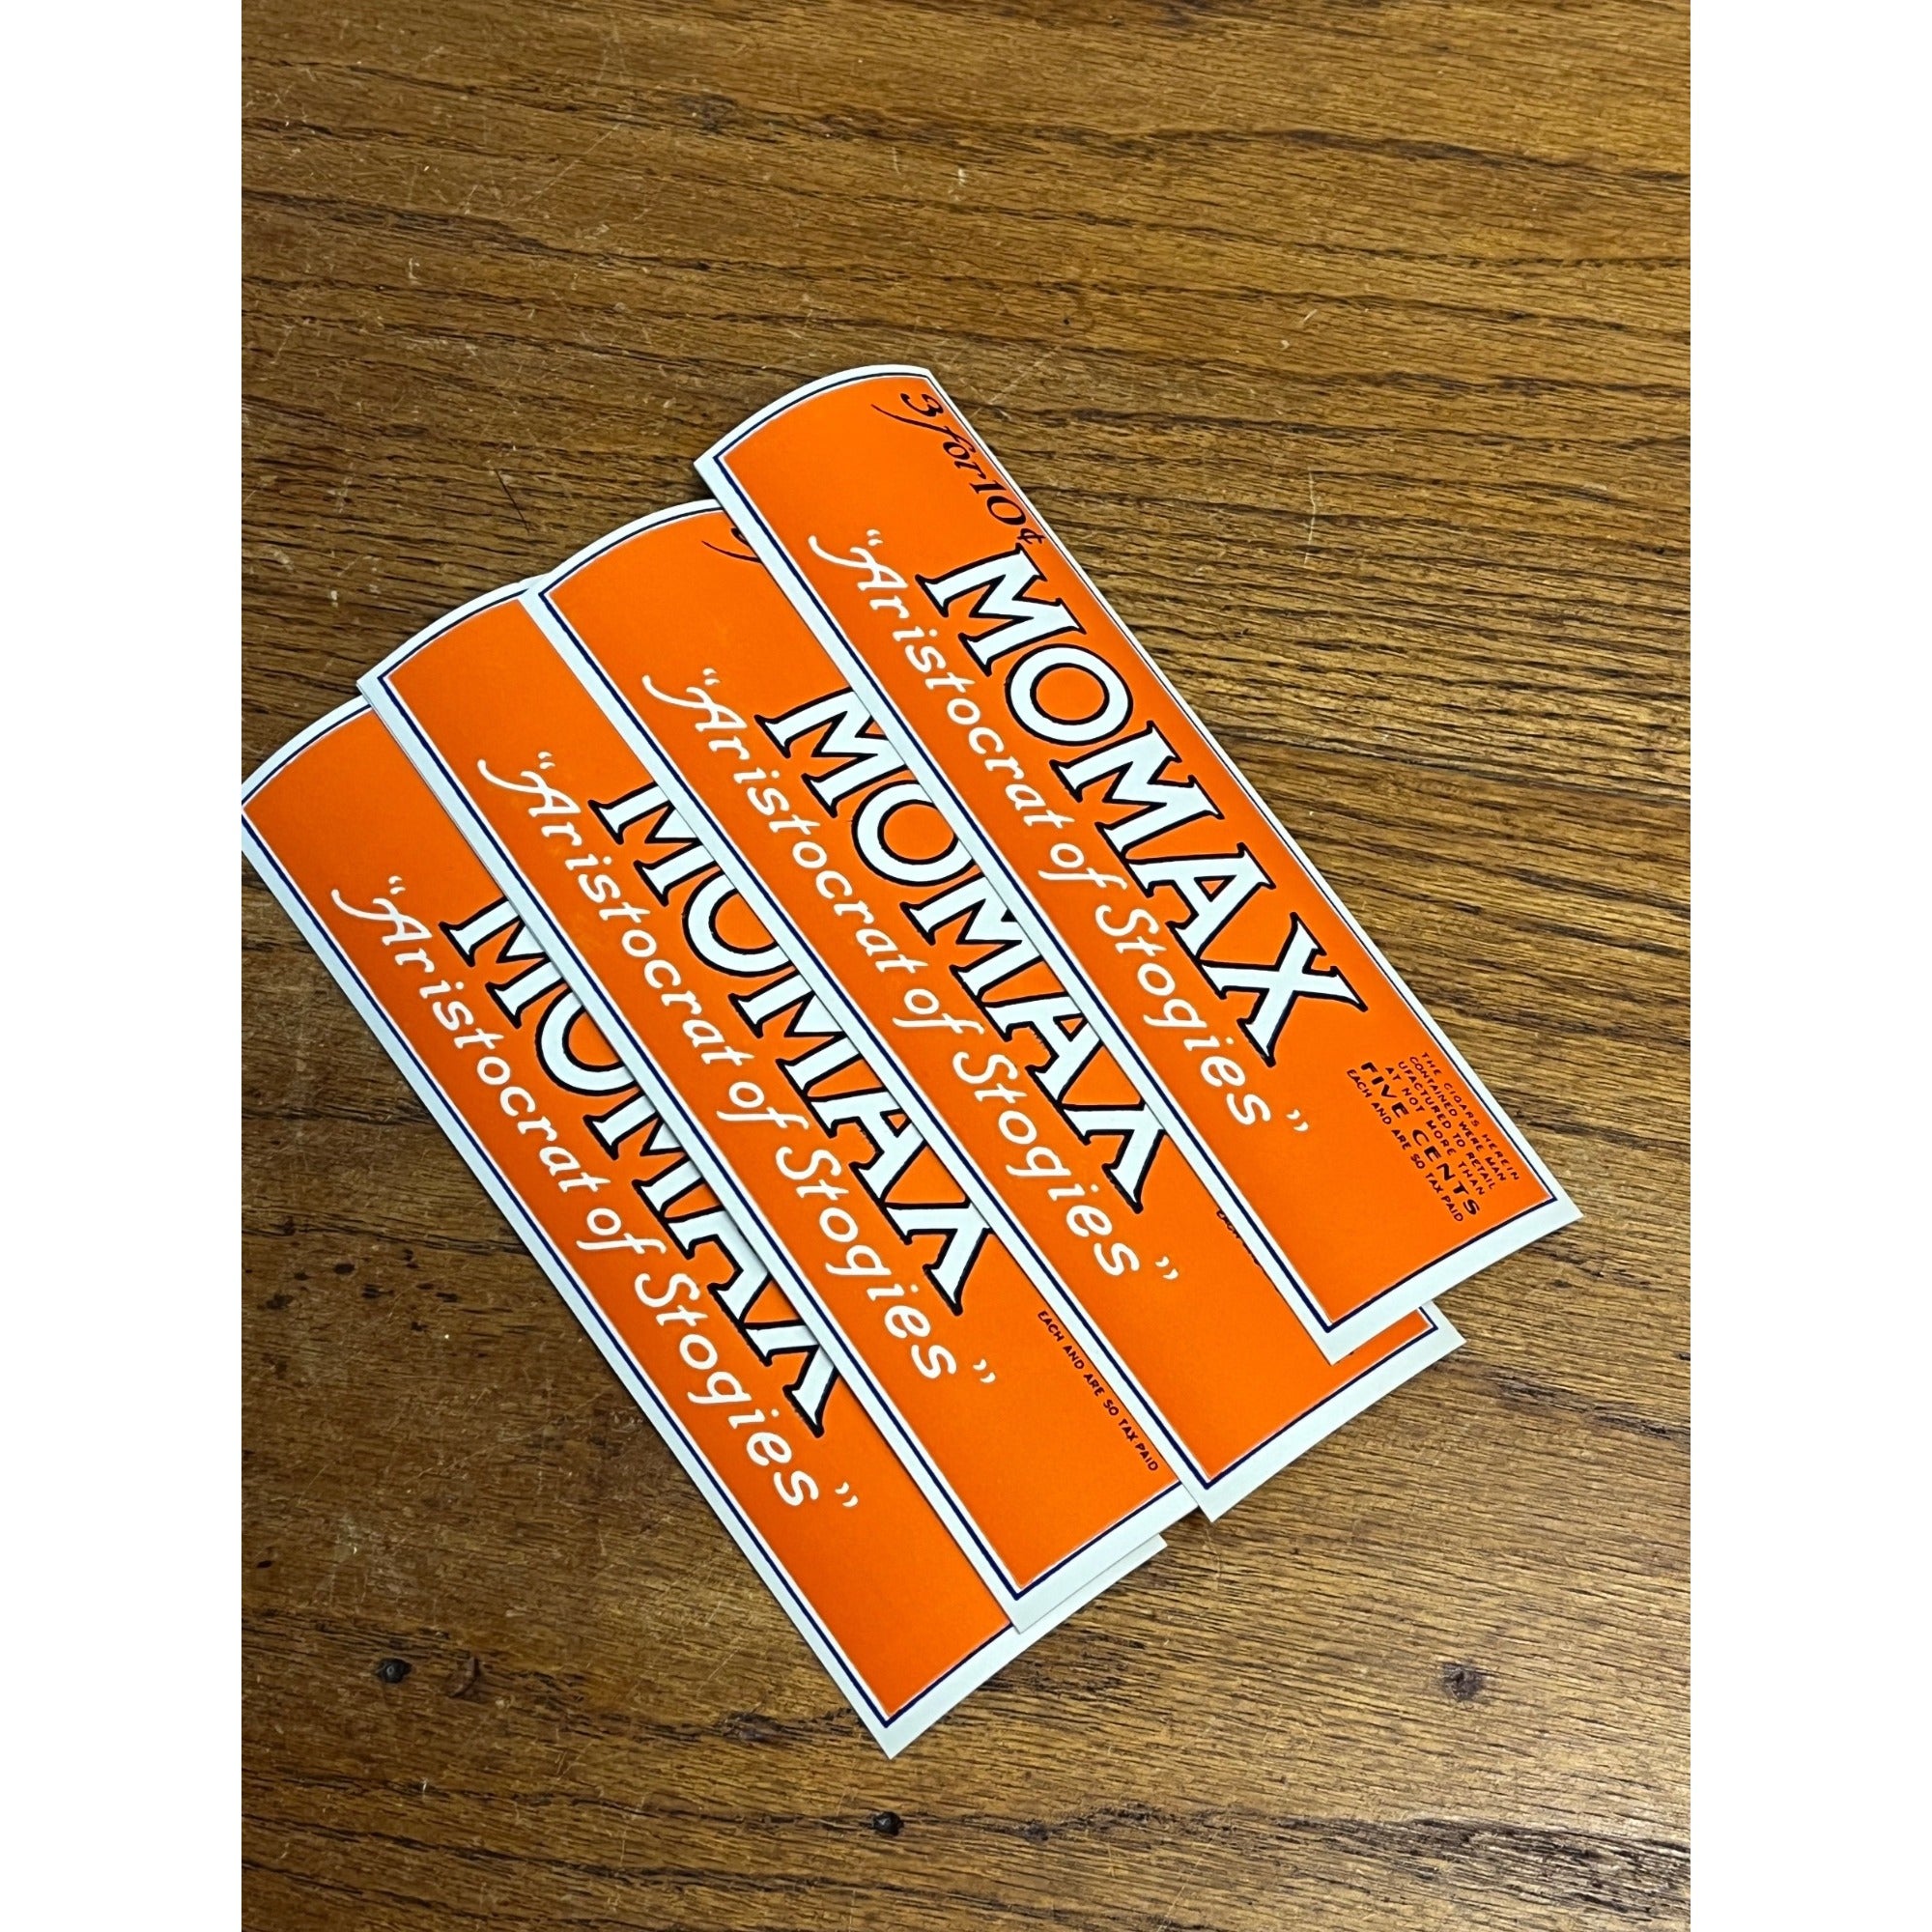 3 for 10¢
MOMAX
"Aristocrat of Stogies"
THE CIGARS HEREIN
CONTAINED WERE MAN
UFACTURED TO RETAIL
AT NOT MORE THAN
FIVE CENTS
EACH AND ARE SO TAX PAID
MOMAX
"Aristocrat of Stogies"
MOMAX
"Aristocrat of Stogies"
EACH AND ARE SO TAX PAID
MOMAX
"Aristocrat of Stogies"